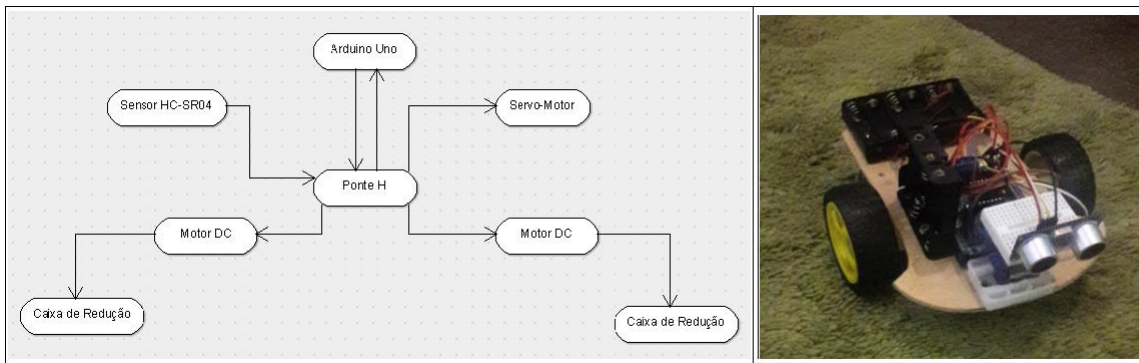 Arduino Uno
Sensor HC-SR04
Servo-Motor
Ponte H
Motor DC
Motor DC
Caixa de Redução
Caixa de Redução